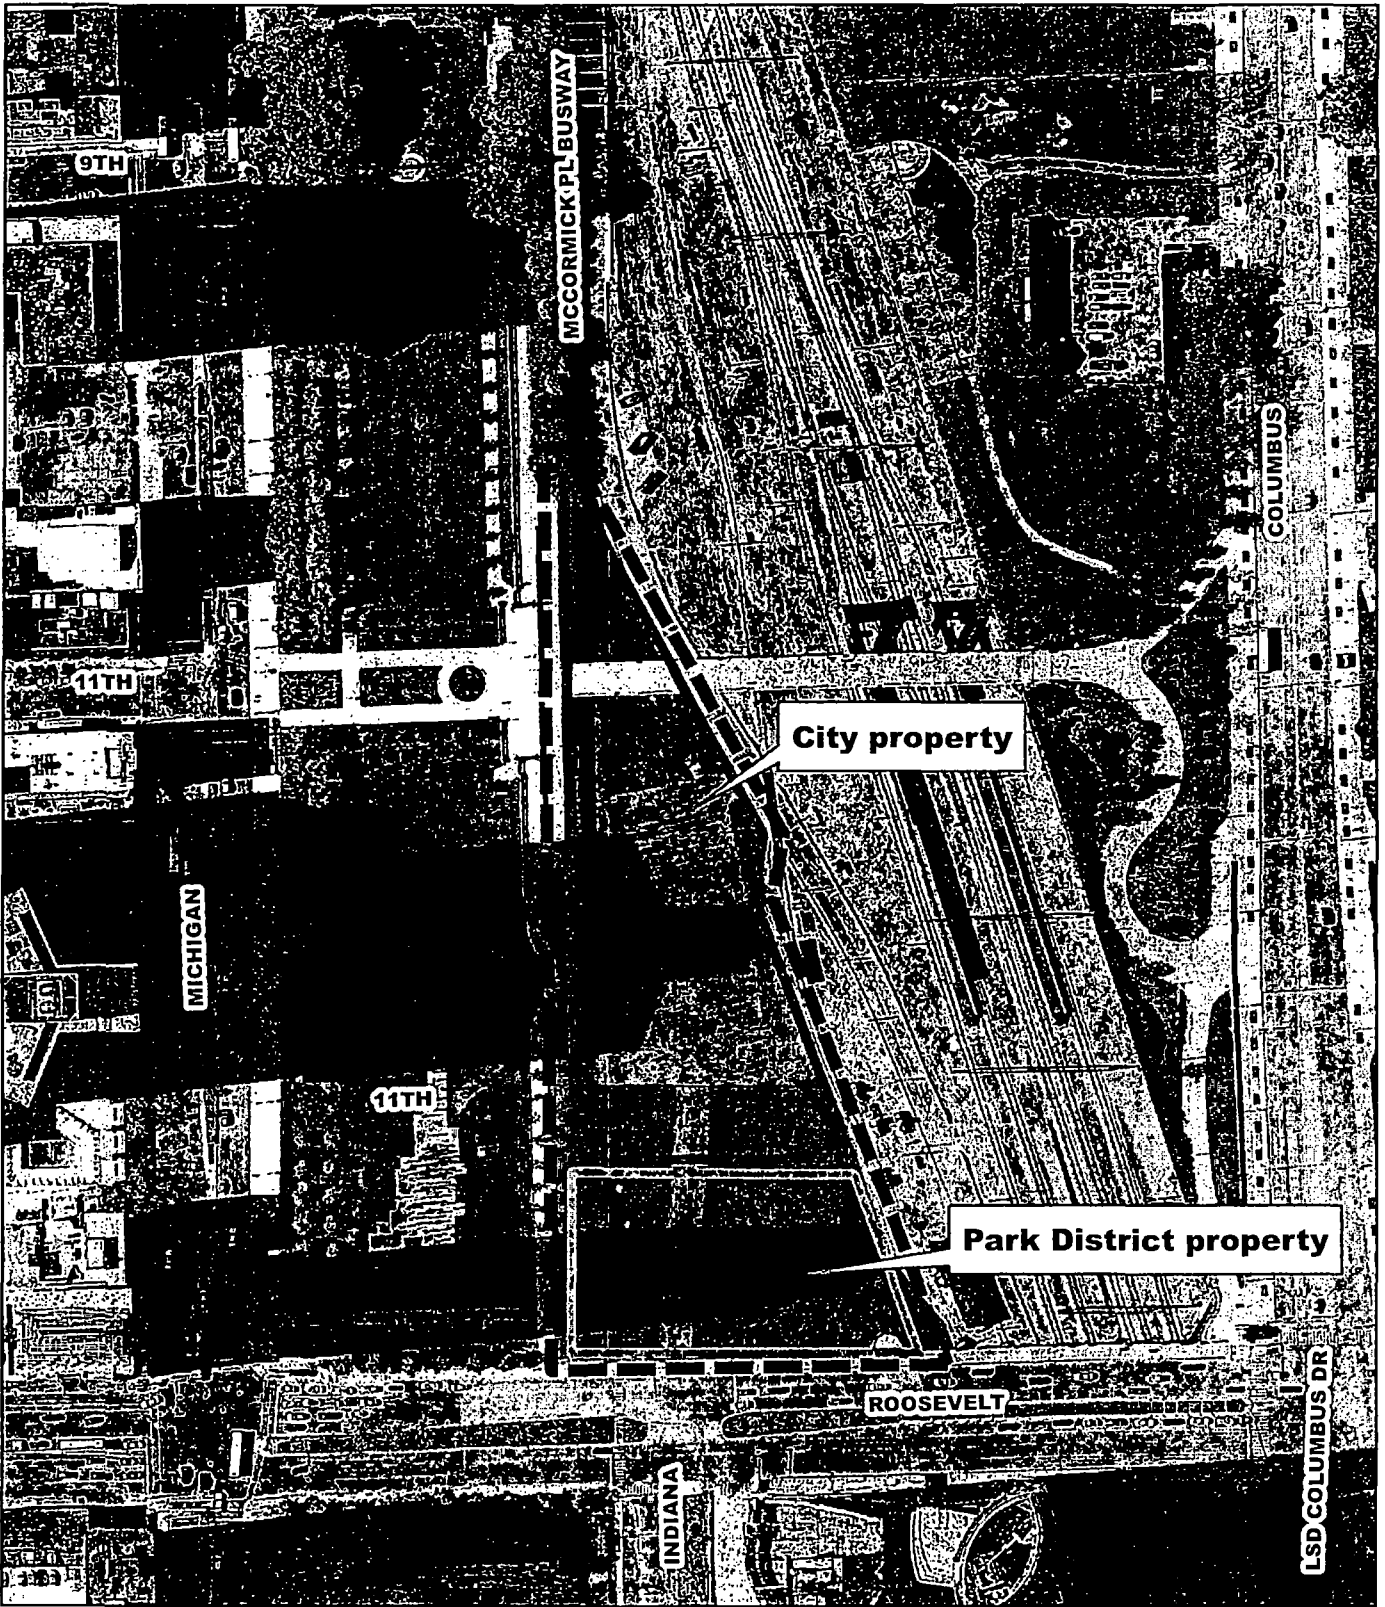 9TH
MCCORMICK PL BUSWAY
COLUMBUS
11TH
City property
MICHIGAN
11TH
Park District property
ROOSEVELT
LSD COLUMBUS DR
INDIANA